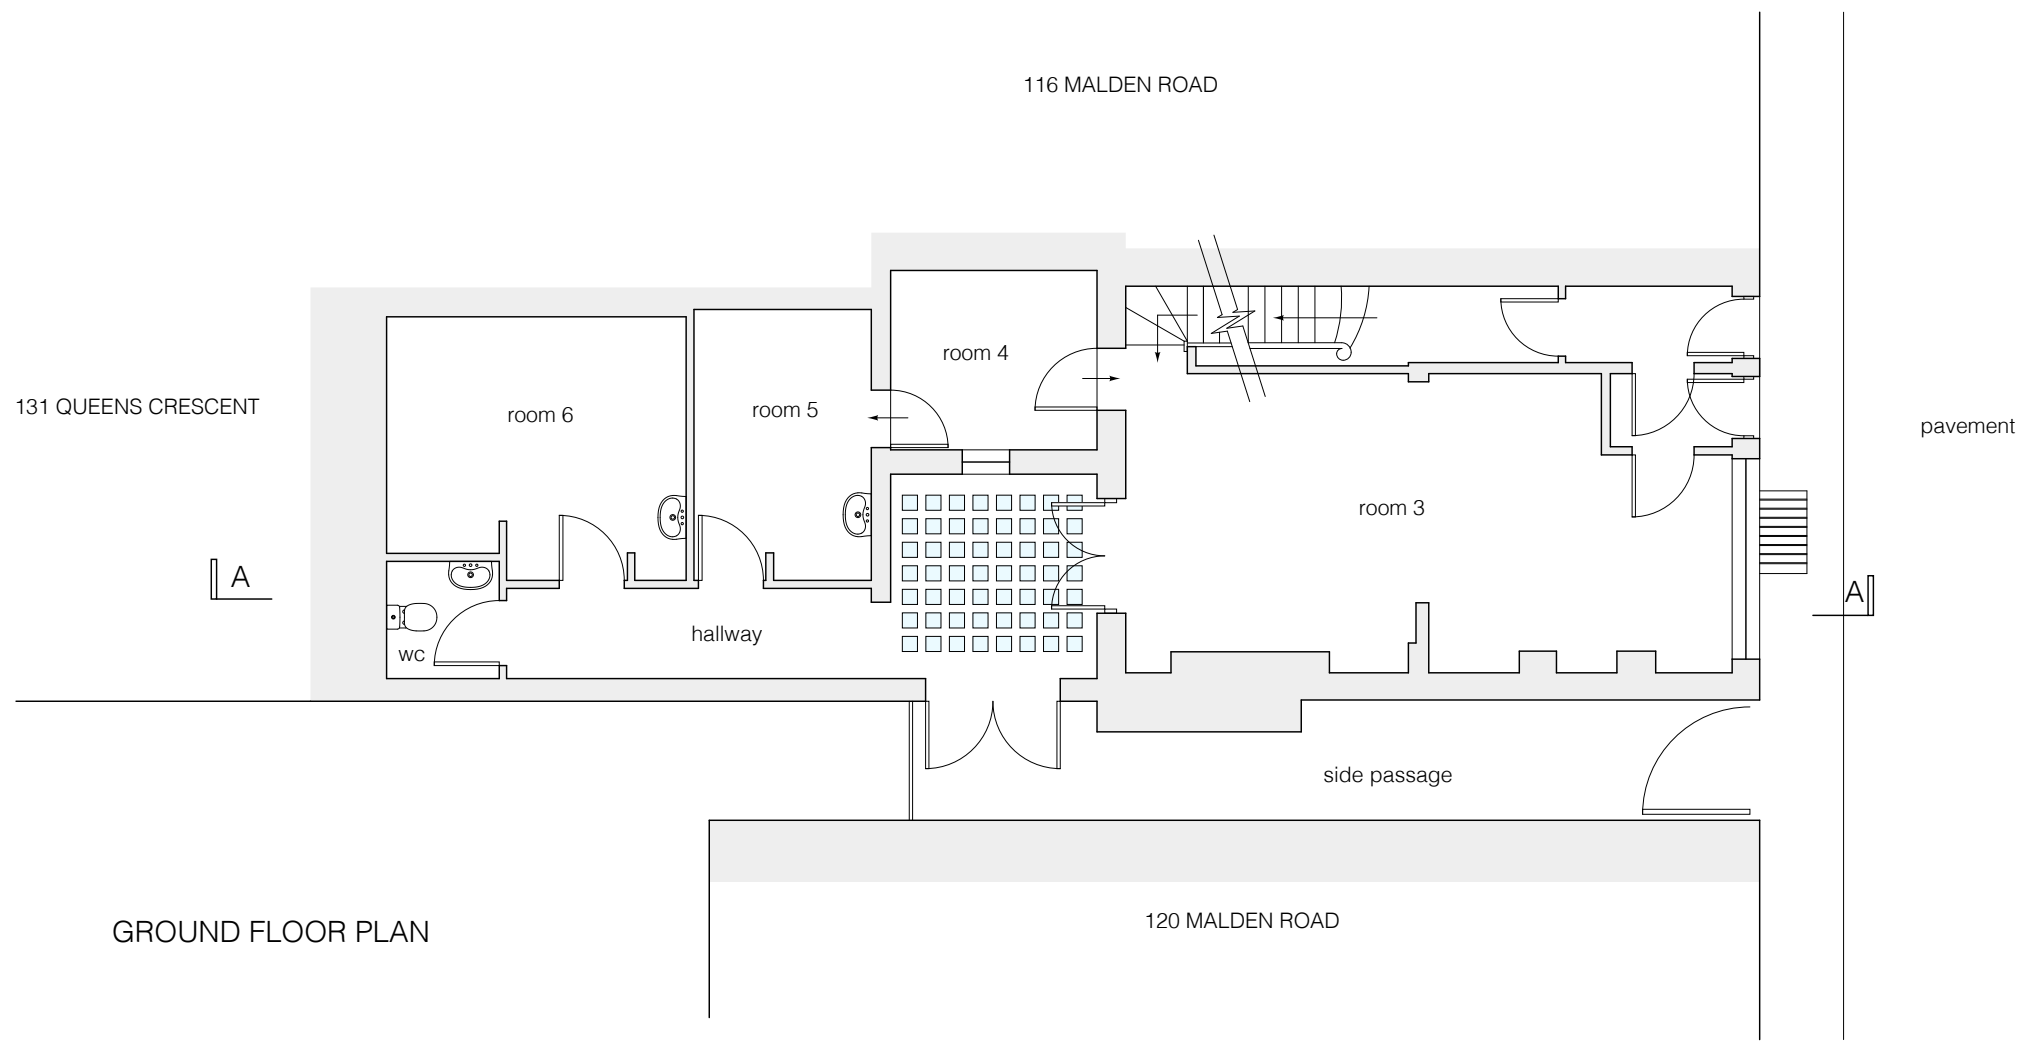 116 MALDEN ROAD
room 4
131 QUEENS CRESCENT
room 6
room 5
pavement
room 3
A
A
hallway
wc
side passage
GROUND FLOOR PLAN
120 MALDEN ROAD